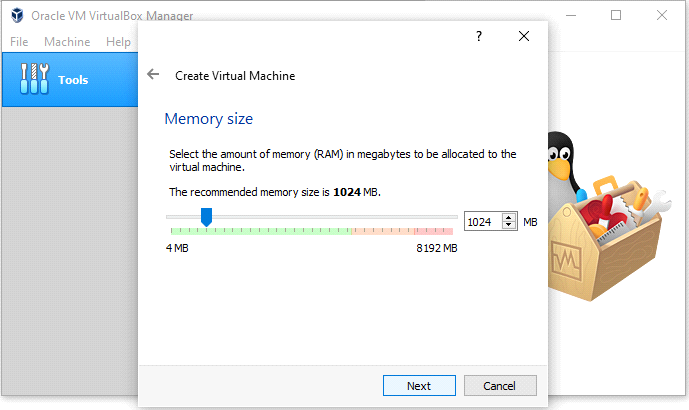 Oracle VM VirtualBox Manager
File Machine Help
Tools
?
Create Virtual Machine
Memory size
Select the amount of memory (RAM) in megabytes to be allocated to the
virtual machine.
The recommended memory size is 1024 MB.
1024 MB
4 MB 8192 MB
Next Cancel